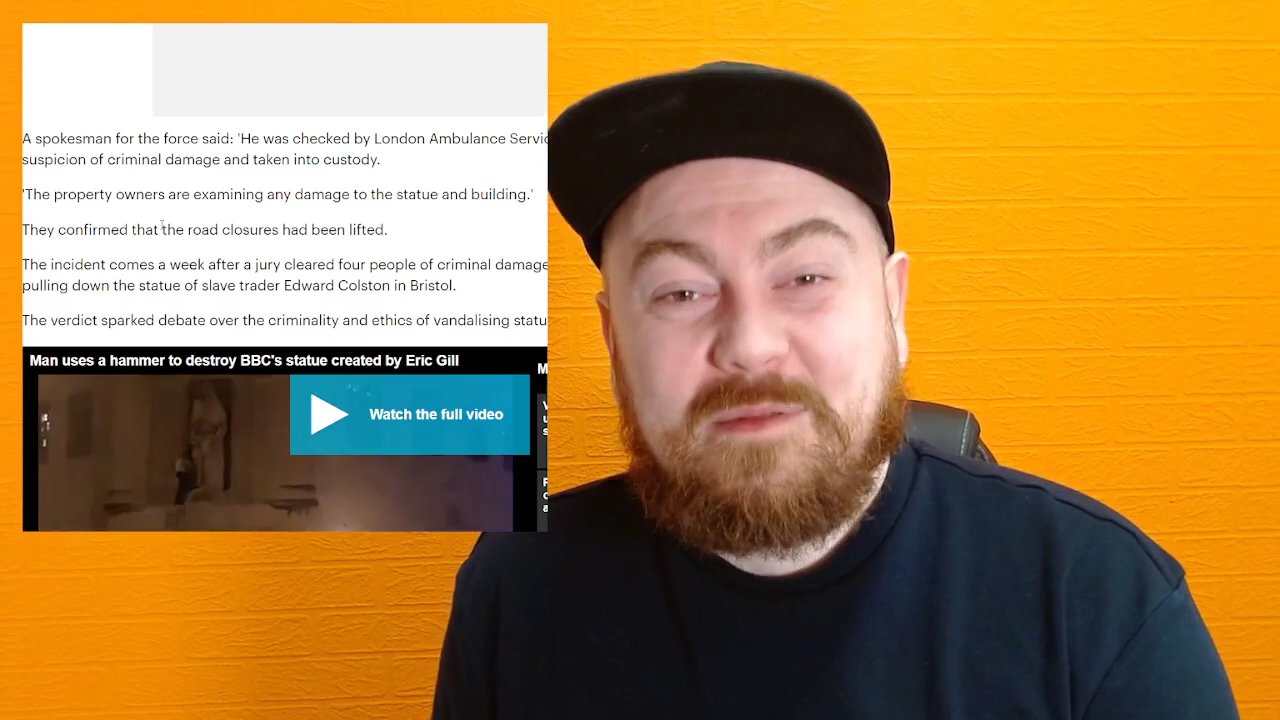 A spokesman for the force said: 'He was checked by London Ambulance Servic
suspicion of criminal damage and taken into custody.
'The property owners are examining any damage to the statue and building.'
They confirmed that the road closures had been lifted.
The incident comes a week after a jury cleared four people of criminal damage
pulling down the statue of slave trader Edward Colston in Bristol.
The verdict sparked debate over the criminality and ethics of vandalising statu
Man uses a hammer to destroy BBC's statue created by Eric Gill
Watch the full video